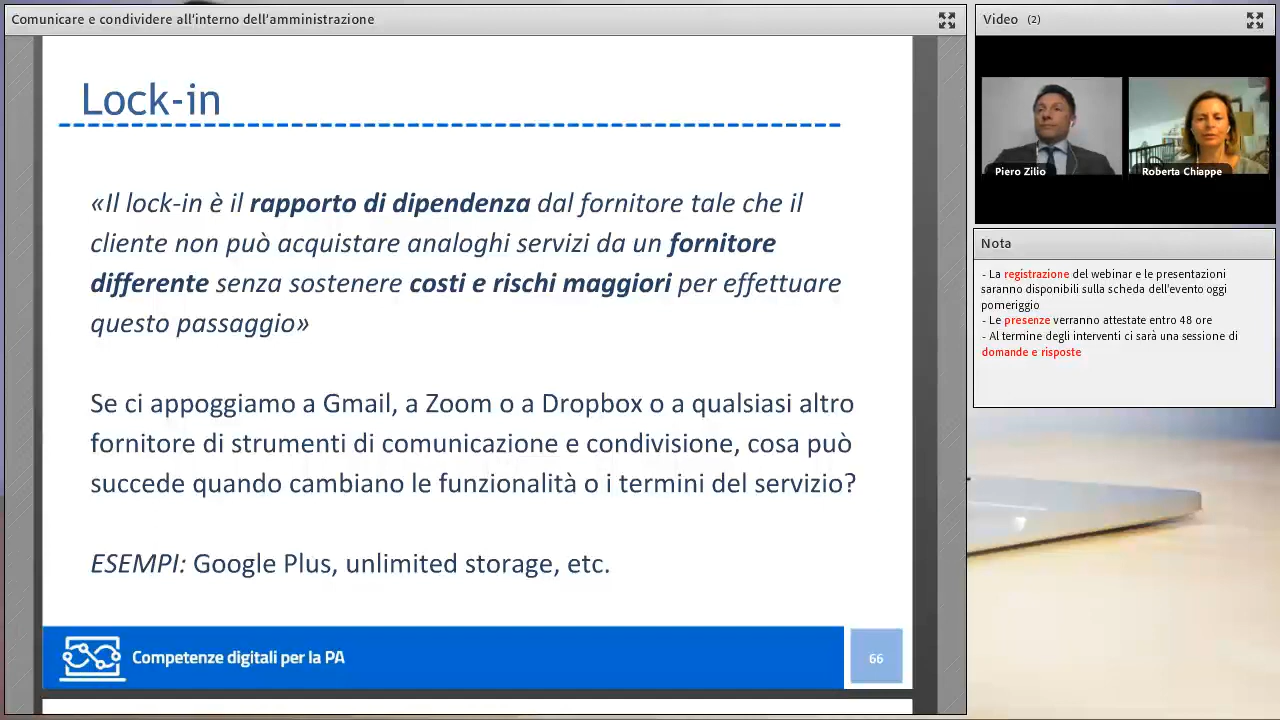 Comunicare e condividere all'interno dell'amministrazione
Lock-in
«Il lock-in è il rapporto di dipendenza dal fornitore tale che il
cliente non può acquistare analoghi servizi da un fornitore
differente senza sostenere costi e rischi maggiori per effettuare
questo passaggio»
Se ci appoggiamo a Gmail, a Zoom o a Dropbox o a qualsiasi altro
fornitore di strumenti di comunicazione e condivisione, cosa può
succede quando cambiano le funzionalità o i termini del servizio?
ESEMPI: Google Plus, unlimited storage, etc.
Competenze digitali per la PA
66
Video (2)
Piero Zilio
Roberta Chiappe
Nota
- La registrazione del webinar e le presentazioni
saranno disponibili sulla scheda dell'evento oggi
pomeriggio
- Le presenze verranno attestate entro 48 ore
- Al termine degli interventi ci sarà una sessione di
domande e risposte